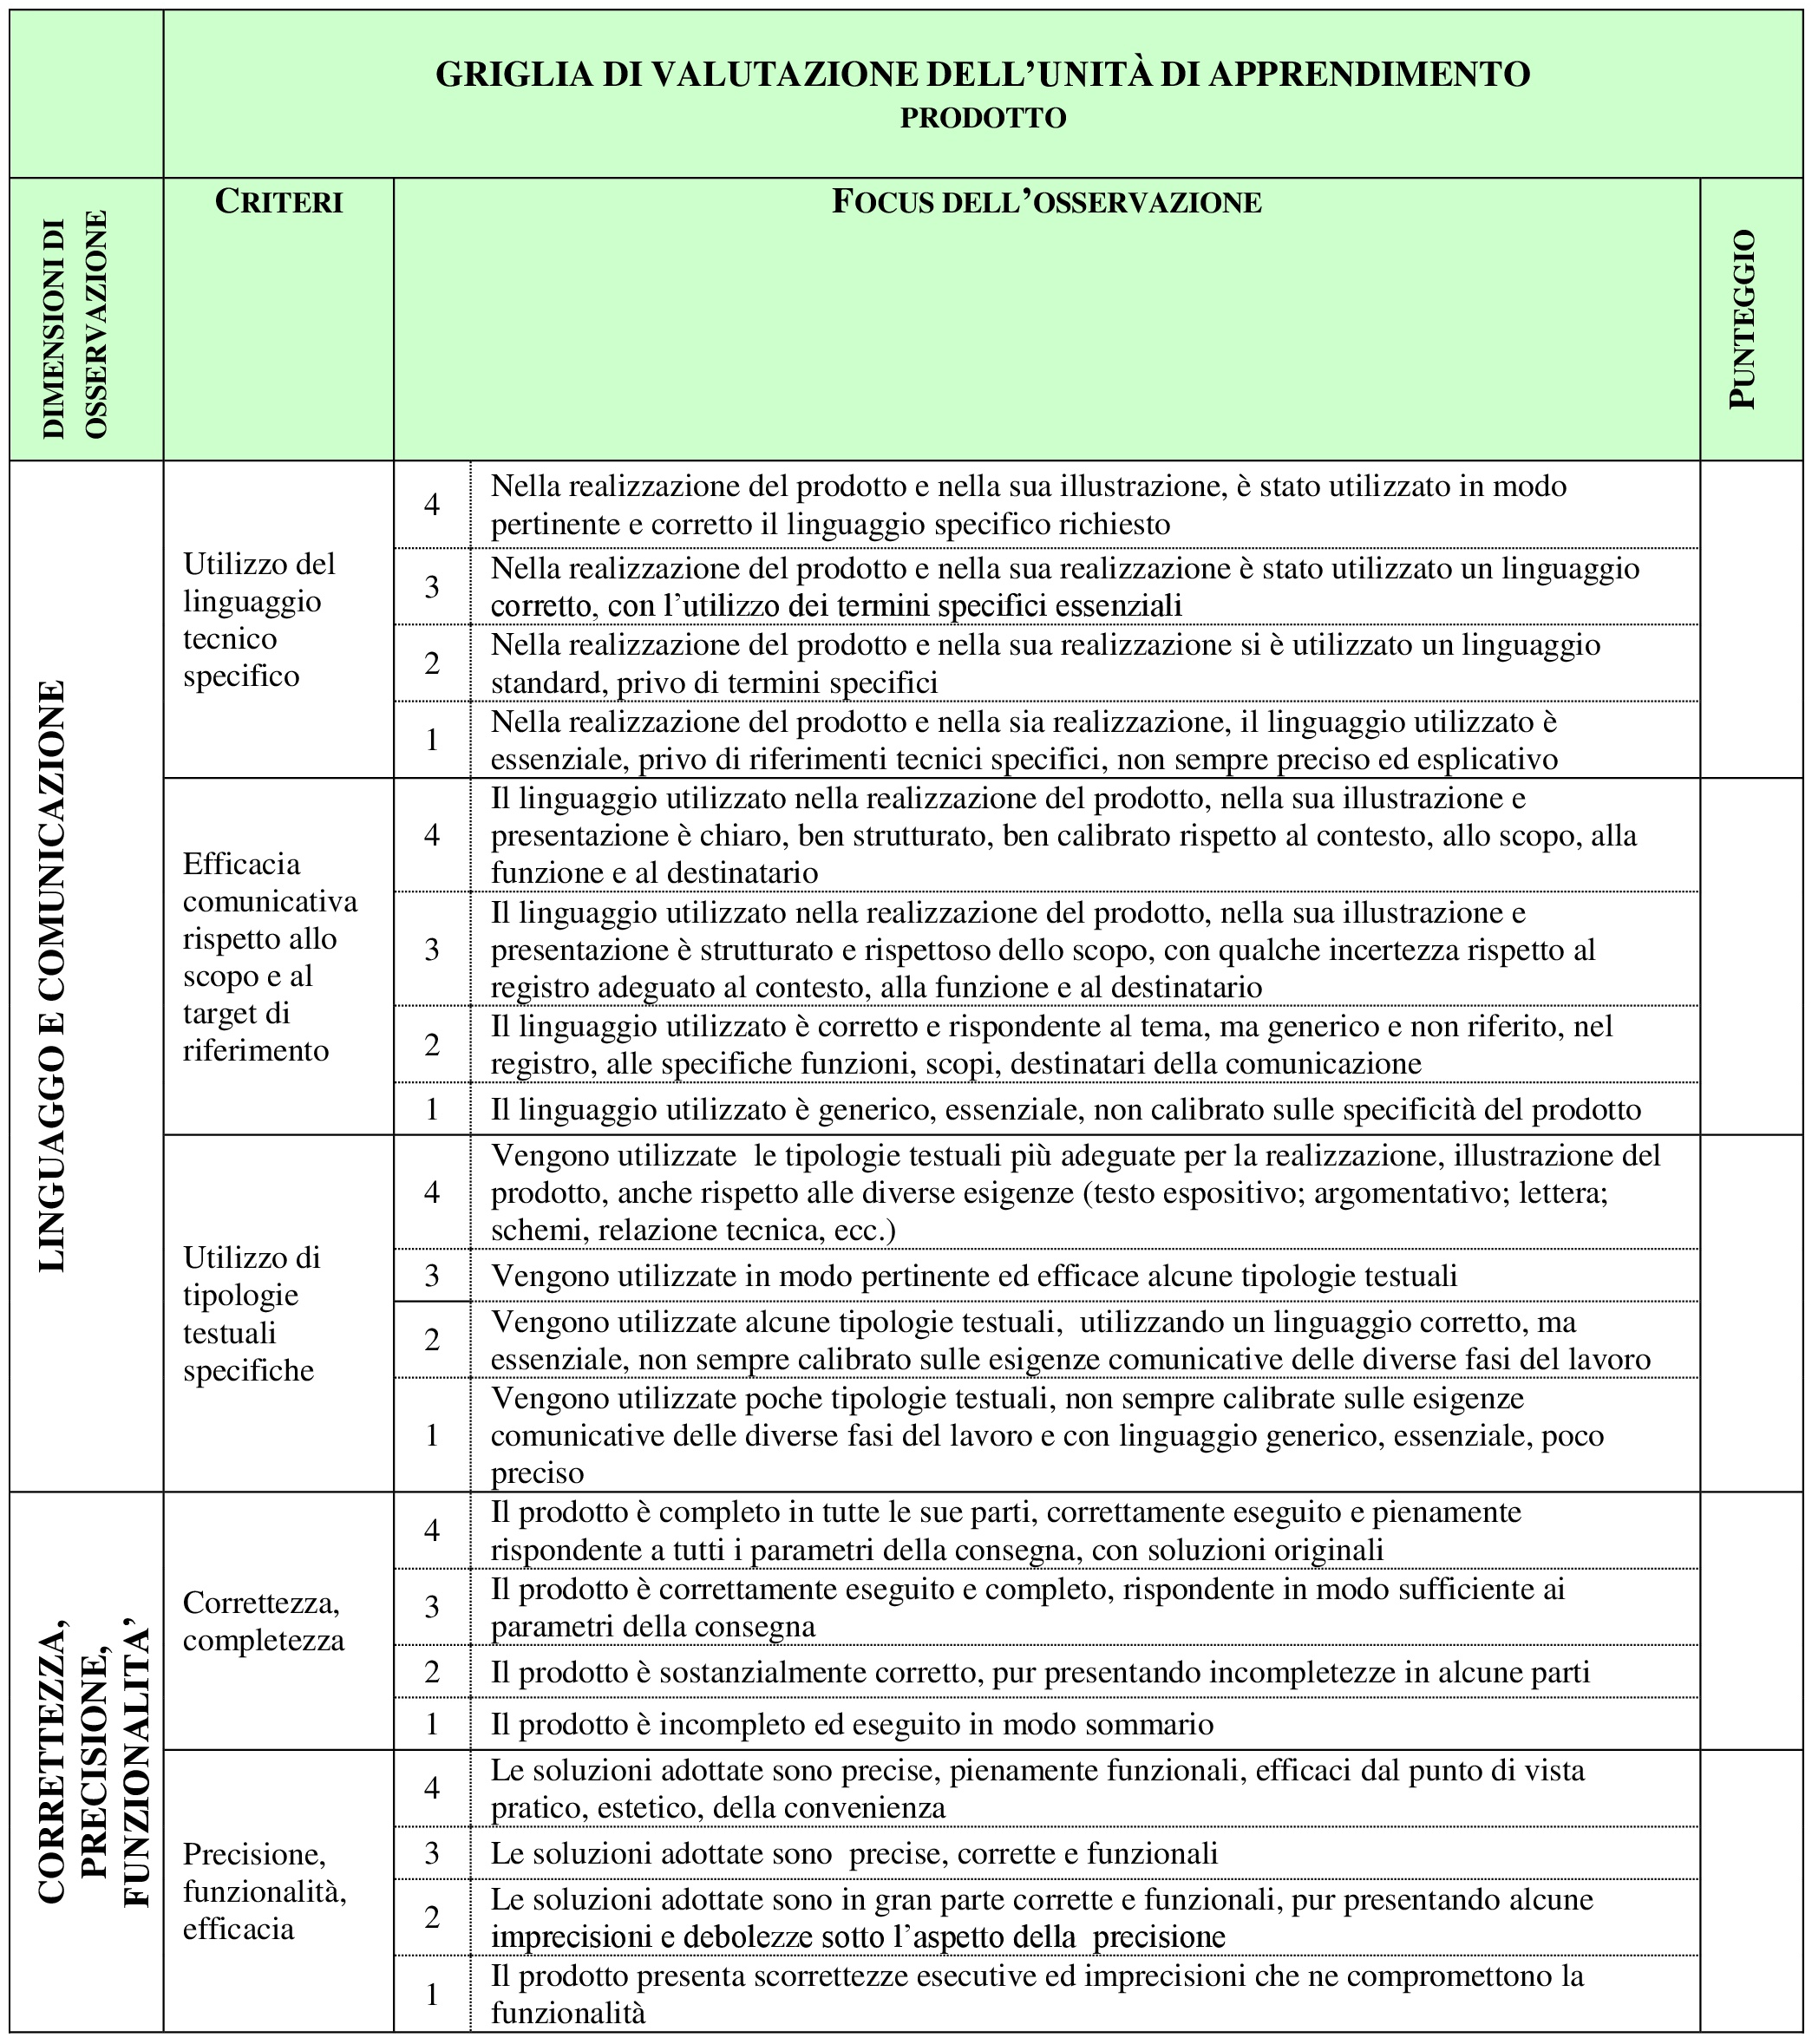 GRIGLIA DI VALUTAZIONE DELL’UNITÀ DI APPRENDIMENTO
PRODOTTO
DIMENSIONI DI
OSSERVAZIONE
CRITERI
FOCUS DELL’OSSERVAZIONE
PUNTEGGIO
LINGUAGGO E COMUNICAZIONE
Utilizzo del
linguaggio
tecnico
specifico
4
Nella realizzazione del prodotto e nella sua illustrazione, è stato utilizzato in modo
pertinente e corretto il linguaggio specifico richiesto
3
Nella realizzazione del prodotto e nella sua realizzazione è stato utilizzato un linguaggio
corretto, con l’utilizzo dei termini specifici essenziali
2
Nella realizzazione del prodotto e nella sua realizzazione si è utilizzato un linguaggio
standard, privo di termini specifici
1
Nella realizzazione del prodotto e nella sia realizzazione, il linguaggio utilizzato è
essenziale, privo di riferimenti tecnici specifici, non sempre preciso ed esplicativo
Efficacia
comunicativa
rispetto allo
scopo e al
target di
riferimento
4
Il linguaggio utilizzato nella realizzazione del prodotto, nella sua illustrazione e
presentazione è chiaro, ben strutturato, ben calibrato rispetto al contesto, allo scopo, alla
funzione e al destinatario
3
Il linguaggio utilizzato nella realizzazione del prodotto, nella sua illustrazione e
presentazione è strutturato e rispettoso dello scopo, con qualche incertezza rispetto al
registro adeguato al contesto, alla funzione e al destinatario
2
Il linguaggio utilizzato è corretto e rispondente al tema, ma generico e non riferito, nel
registro, alle specifiche funzioni, scopi, destinatari della comunicazione
1
Il linguaggio utilizzato è generico, essenziale, non calibrato sulle specificità del prodotto
Utilizzo di
tipologie
testuali
specifiche
4
Vengono utilizzate  le tipologie testuali più adeguate per la realizzazione, illustrazione del
prodotto, anche rispetto alle diverse esigenze (testo espositivo; argomentativo; lettera;
schemi, relazione tecnica, ecc.)
3
Vengono utilizzate in modo pertinente ed efficace alcune tipologie testuali
2
Vengono utilizzate alcune tipologie testuali,  utilizzando un linguaggio corretto, ma
essenziale, non sempre calibrato sulle esigenze comunicative delle diverse fasi del lavoro
1
Vengono utilizzate poche tipologie testuali, non sempre calibrate sulle esigenze
comunicative delle diverse fasi del lavoro e con linguaggio generico, essenziale, poco
preciso
CORRETTEZZA,
PRECISIONE,
FUNZIONALITA’
Correttezza,
completezza
4
Il prodotto è completo in tutte le sue parti, correttamente eseguito e pienamente
rispondente a tutti i parametri della consegna, con soluzioni originali
3
Il prodotto è correttamente eseguito e completo, rispondente in modo sufficiente ai
parametri della consegna
2
Il prodotto è sostanzialmente corretto, pur presentando incompletezze in alcune parti
1
Il prodotto è incompleto ed eseguito in modo sommario
Precisione,
funzionalità,
efficacia
4
Le soluzioni adottate sono precise, pienamente funzionali, efficaci dal punto di vista
pratico, estetico, della convenienza
3
Le soluzioni adottate sono  precise, corrette e funzionali
2
Le soluzioni adottate sono in gran parte corrette e funzionali, pur presentando alcune
imprecisioni e debolezze sotto l’aspetto della  precisione
1
Il prodotto presenta scorrettezze esecutive ed imprecisioni che ne compromettono la
funzionalità